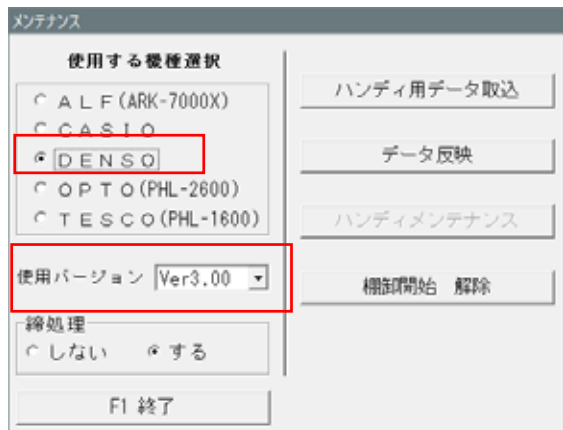 メンテナンス
使用する機種選択
ＡＬＦ(ARK-7000X)
ＣＡＳＩＯ
ＤＥＮＳＯ
ＯＰＴＯ(PHL-2600)
ＴＥＳＣＯ(PHL-1600)
使用バージョン Ver3.00
締処理
しない する
F1 終了
ハンディ用データ取込
データ反映
ハンディメンテナンス
棚卸開始 解除